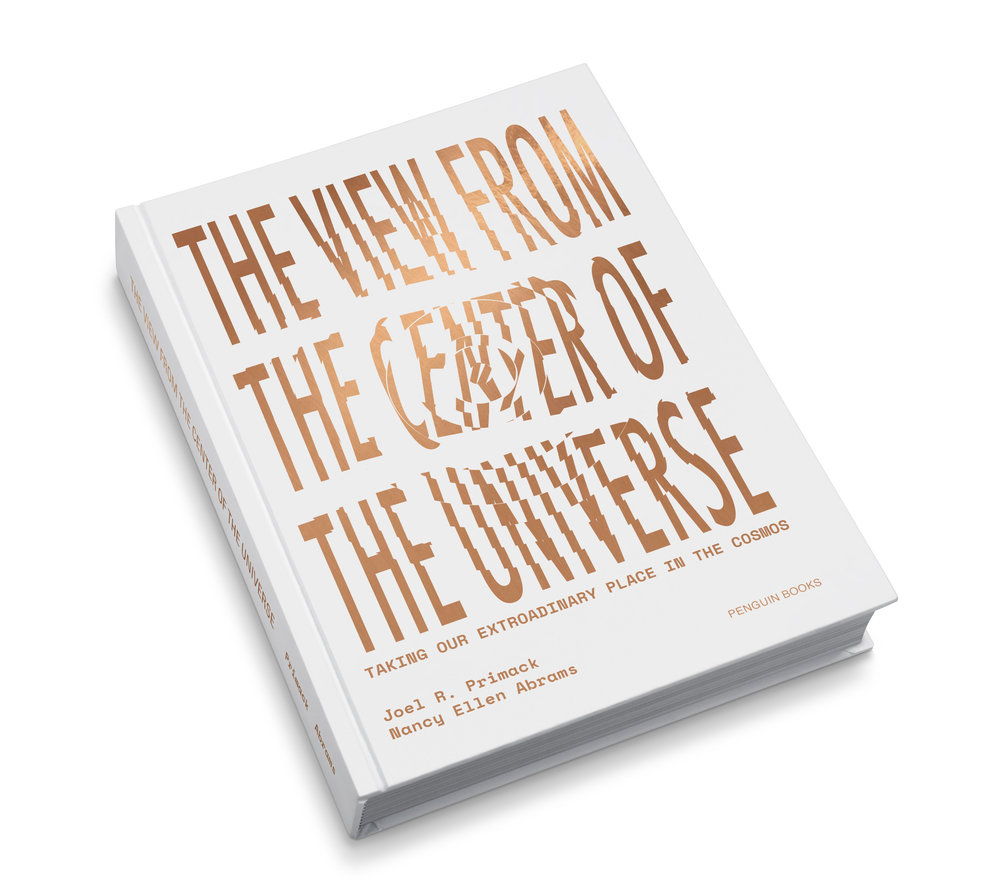 THE VIEW FROM
THE CENTER OF
THE UNIVERSE
TAKING OUR EXTROADINARY PLACE IN THE COSMOS
PENGUIN BOOKS
Joel R. Primack
Nancy Ellen Abrams
THE VIEW FROM THE CENTER OF THE UNIVERSE Primack Abrams